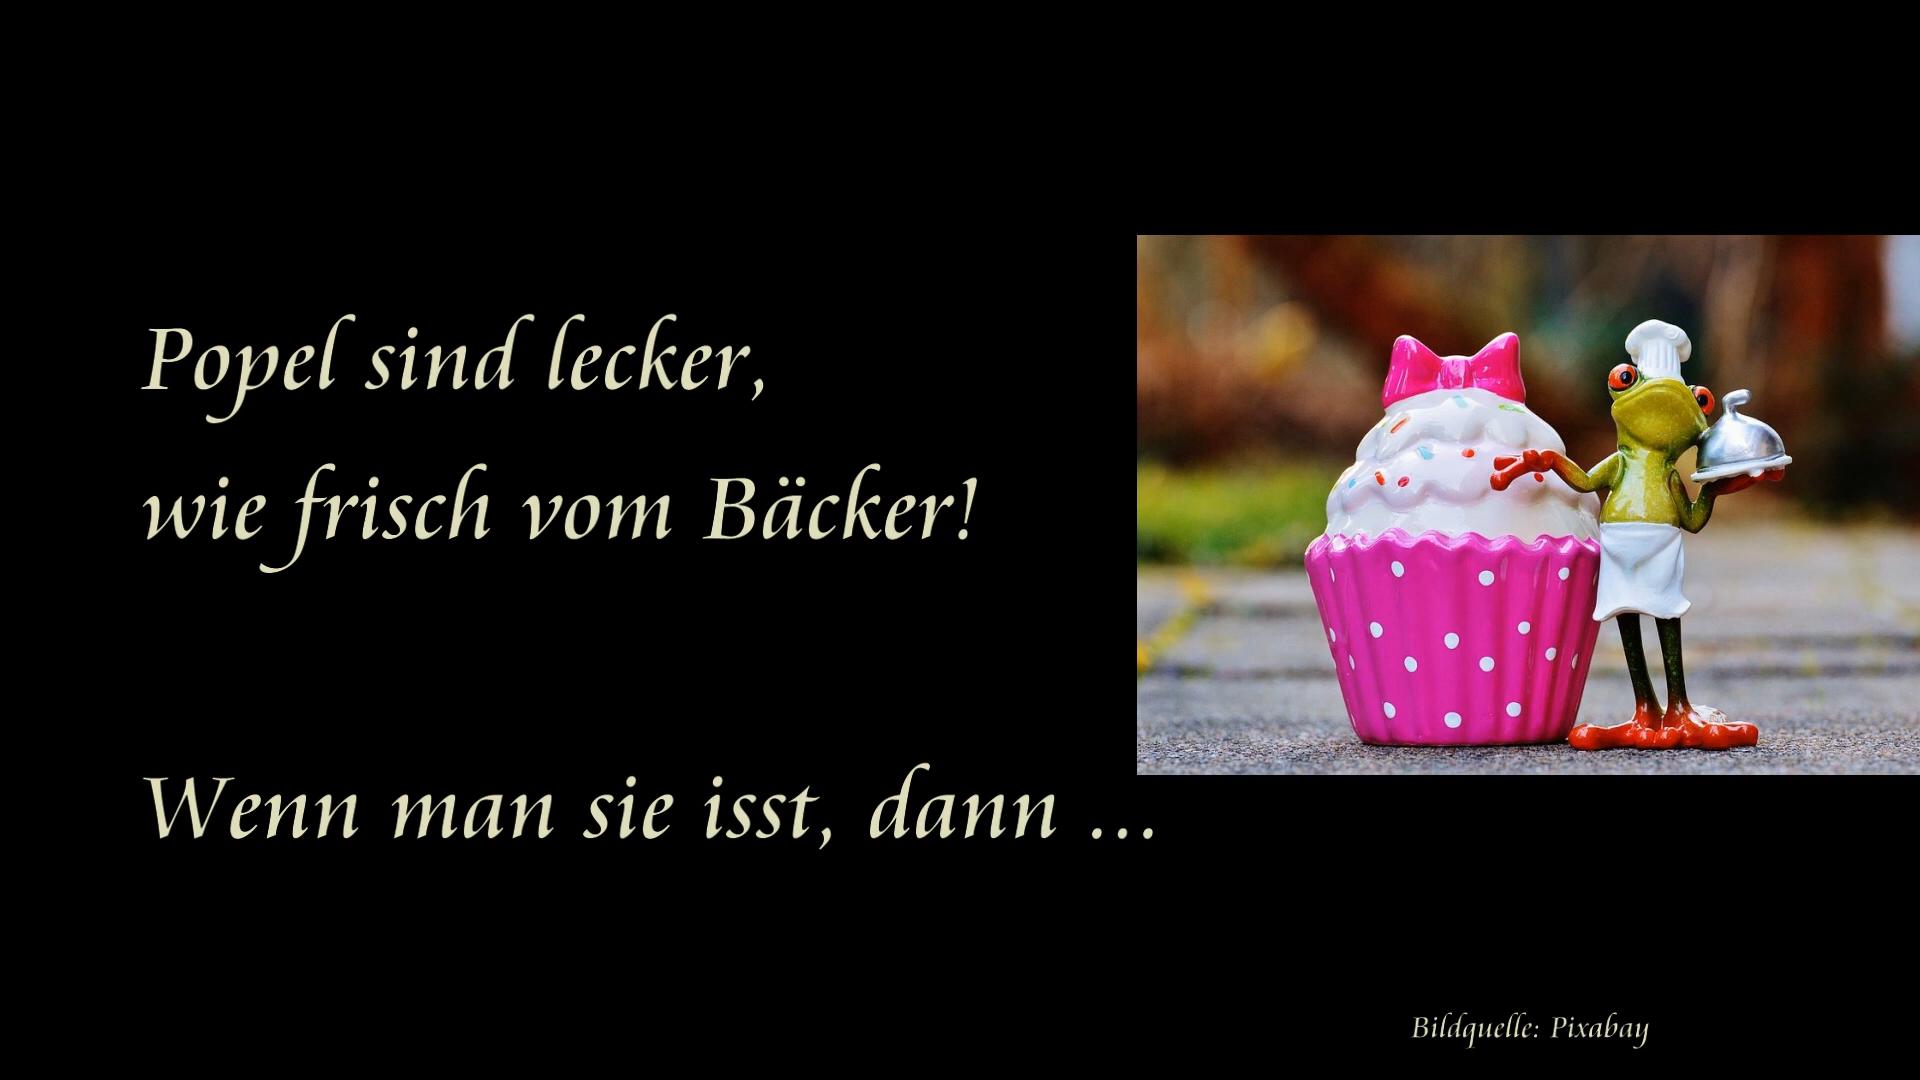 Popel sind lecker,
wie frisch vom Bäcker!
Wenn man sie isst, dann ...
Bildquelle: Pixabay